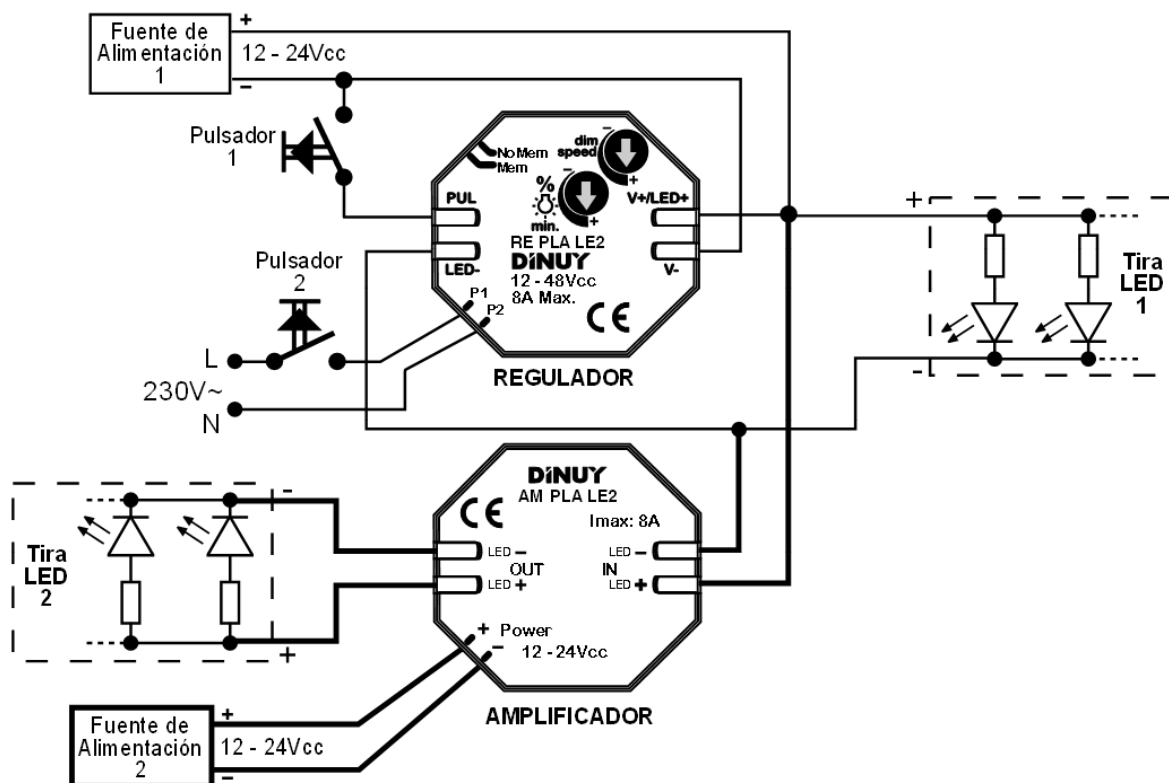 Fuente de
Alimentación
1
+
12 - 24Vcc
−
Pulsador
1
NoMem
Mem
dim
speed
−
+
%
−
+
min.
PUL
V+/LED+
LED-
V-
RE PLA LE2
DINUY
12 - 48Vcc
8A Max.
CE
P1
P2
REGULADOR
Pulsador
2
L
230V~
N
+
-
Tira
LED
1
DINUY
AM PLA LE2
CE
Imax: 8A
LED −
OUT
IN
LED −
LED +
LED +
+ Power
− 12 - 24Vcc
AMPLIFICADOR
Tira
LED
2
-
+
Fuente de
Alimentación
2
+
12 - 24Vcc
−